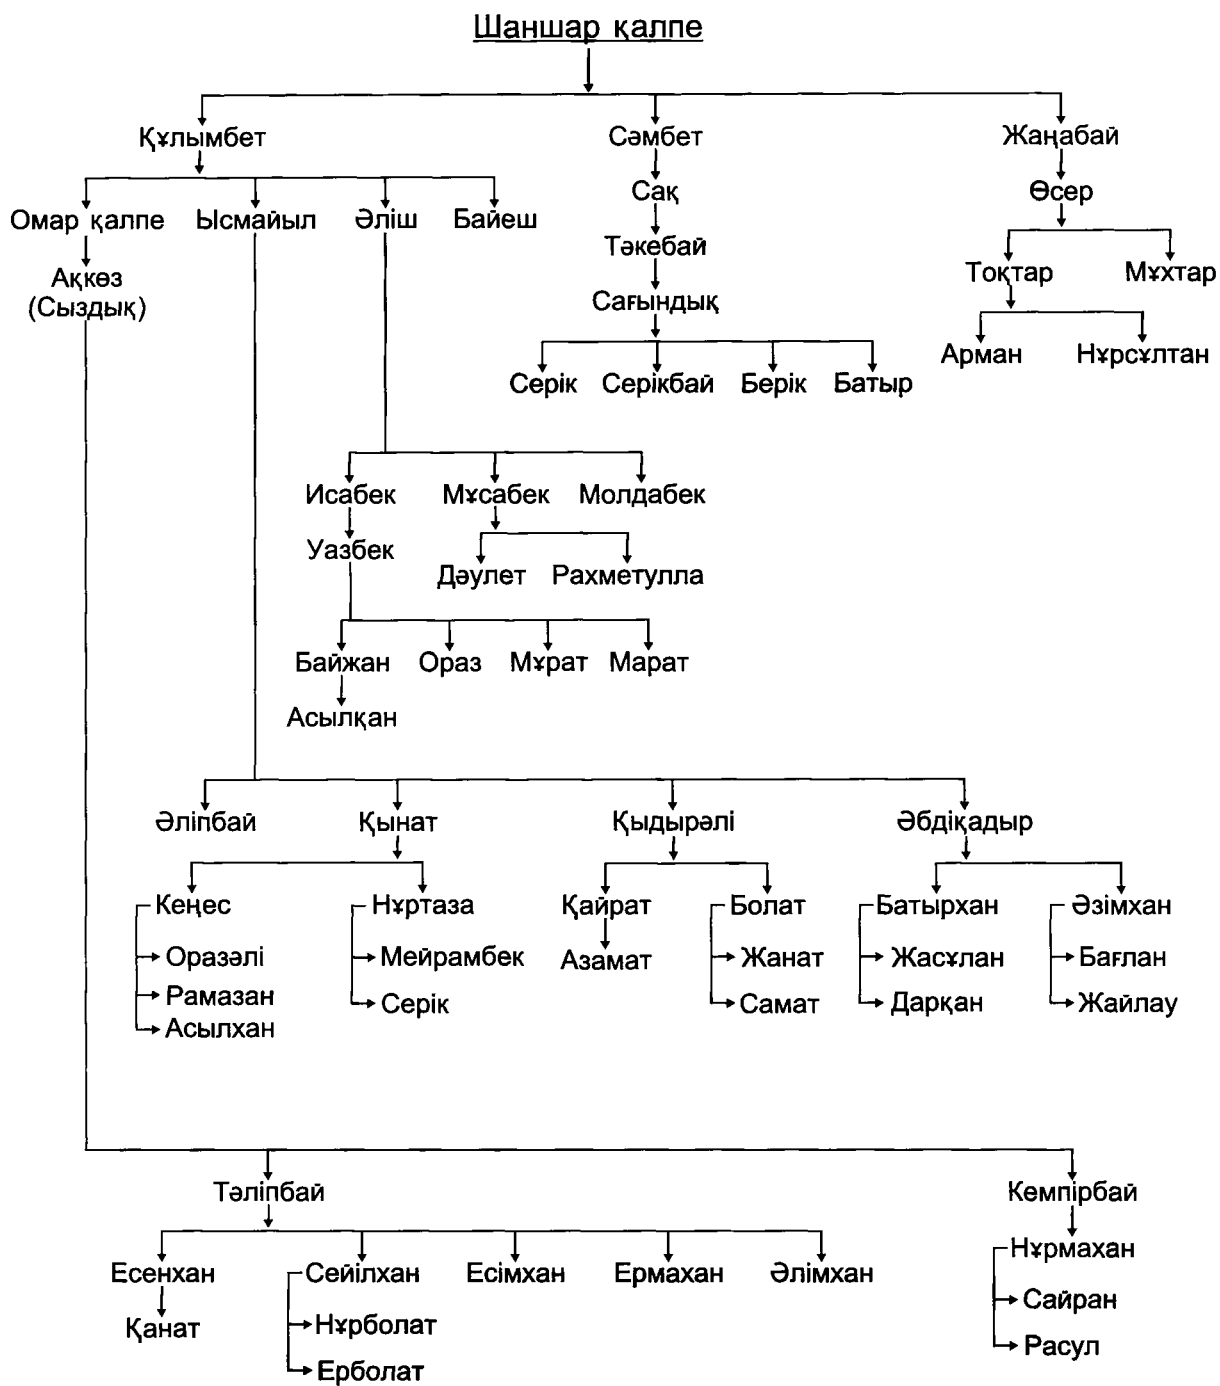 Шаншар қалпе
Құлымбет Сәмбет Жаңабай
Омар қалпе Ысмайыл Әліш Байеш Сақ Өсер
Ақкөз
(Сыздық)
Тәкебай
Тоқтар Мұхтар
Сағындық
Арман Нұрсұлтан
Серік Серікбай Берік Батыр
Исабек Мұсабек Молдабек
Уазбек
Дәулет Рахметулла
Байжан Ораз Мұрат Марат
Асылқан
Әліпбай Қынат Қыдырәлі Әбдіқадыр
Кеңес Нұртаза Қайрат Болат Батырхан Әзімхан
Оразәлі Мейрамбек Азамат Жанат Жасұлан Бағлан
Рамазан Серік Самат Дарқан Жайлау
Асылхан
Тәліпбай Кемпірбай
Нұрмахан
Есенхан Сейілхан Есімхан Ермахан Әлімхан
Сайран
Қанат Нұрболат
Расул
Ерболат